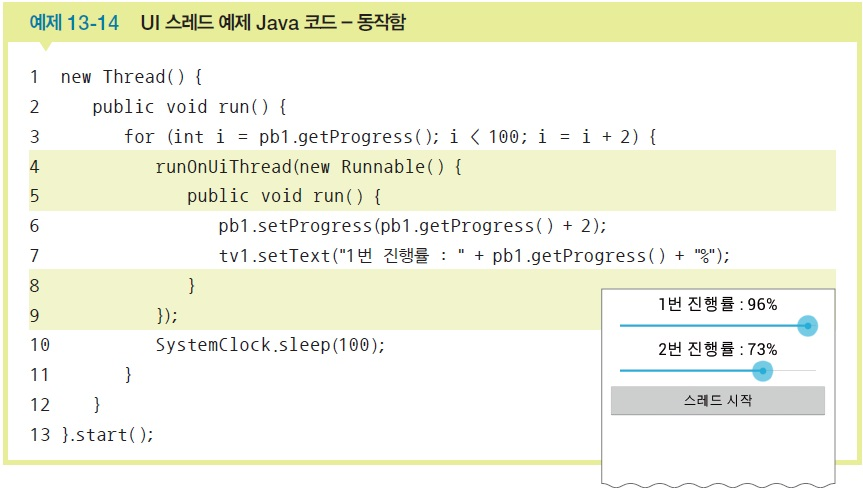 예제 13-14 UI 스레드 예제 Java 코드 – 동작함
1 new Thread() {
2 public void run() {
3 for (int i = pb1.getProgress(); i < 100; i = i + 2) {
4 runOnUiThread(new Runnable() {
5 public void run() {
6 pb1.setProgress(pb1.getProgress() + 2);
7 tv1.setText("1번 진행률 : " + pb1.getProgress() + "%");
8 }
9 });
10 SystemClock.sleep(100);
11 }
12 }
13 }.start();
1번 진행률 : 96%
2번 진행률 : 73%
스레드 시작